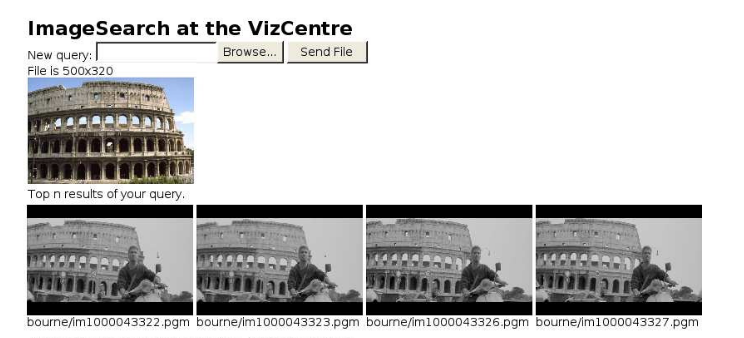 ImageSearch at the VizCentre
New query: Browse... Send File
File is 500x320
Top n results of your query.
bourne/im1000043322.pgm bourne/im1000043323.pgm bourne/im1000043326.pgm bourne/im1000043327.pgm